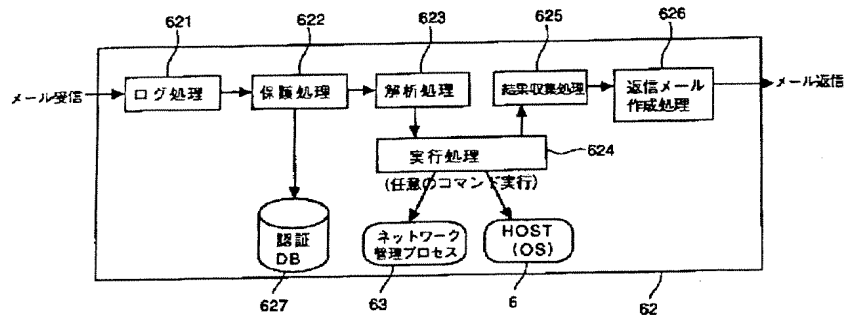 621
622
623
625
626
メール受信
ログ処理
保護処理
解析処理
結果収集処理
返信メール
作成処理
メール返信
実行処理
624
(任意のコマンド実行)
認証
DB
ネットワーク
管理プロセス
HOST
(OS)
627
63
6
62